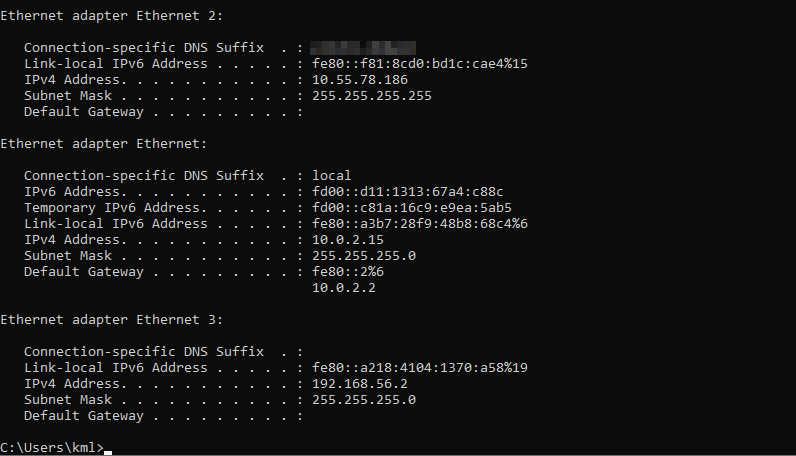 Ethernet adapter Ethernet 2:
Connection-specific DNS Suffix  . :
Link-local IPv6 Address . . . . . : fe80::f81:8cd0:bd1c:cae4%15
IPv4 Address. . . . . . . . . . . : 10.55.78.186
Subnet Mask . . . . . . . . . . . : 255.255.255.255
Default Gateway . . . . . . . . . :
Ethernet adapter Ethernet:
Connection-specific DNS Suffix  . : local
IPv6 Address. . . . . . . . . . . : fd00::d11:1313:67a4:c88c
Temporary IPv6 Address. . . . . . : fd00::c81a:16c9:e9ea:5ab5
Link-local IPv6 Address . . . . . : fe80::a3b7:28f9:48b8:68c4%6
IPv4 Address. . . . . . . . . . . : 10.0.2.15
Subnet Mask . . . . . . . . . . . : 255.255.255.0
Default Gateway . . . . . . . . . : fe80::2%6
10.0.2.2
Ethernet adapter Ethernet 3:
Connection-specific DNS Suffix  . :
Link-local IPv6 Address . . . . . : fe80::a218:4104:1370:a58%19
IPv4 Address. . . . . . . . . . . : 192.168.56.2
Subnet Mask . . . . . . . . . . . : 255.255.255.0
Default Gateway . . . . . . . . . :
C:\Users\kml>